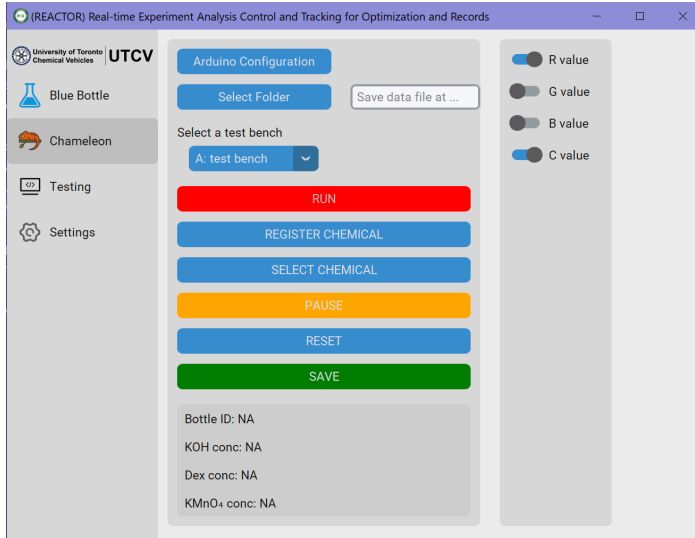 (REACTOR) Real-time Experiment Analysis Control and Tracking for Optimization and Records
University of Toronto
Chemical Vehicles
UTCV
Blue Bottle
Chameleon
Testing
Settings
Arduino Configuration
Select Folder
Save data file at ...
Select a test bench
A: test bench
RUN
REGISTER CHEMICAL
SELECT CHEMICAL
PAUSE
RESET
SAVE
Bottle ID: NA
KOH conc: NA
Dex conc: NA
KMnO₄ conc: NA
R value
G value
B value
C value